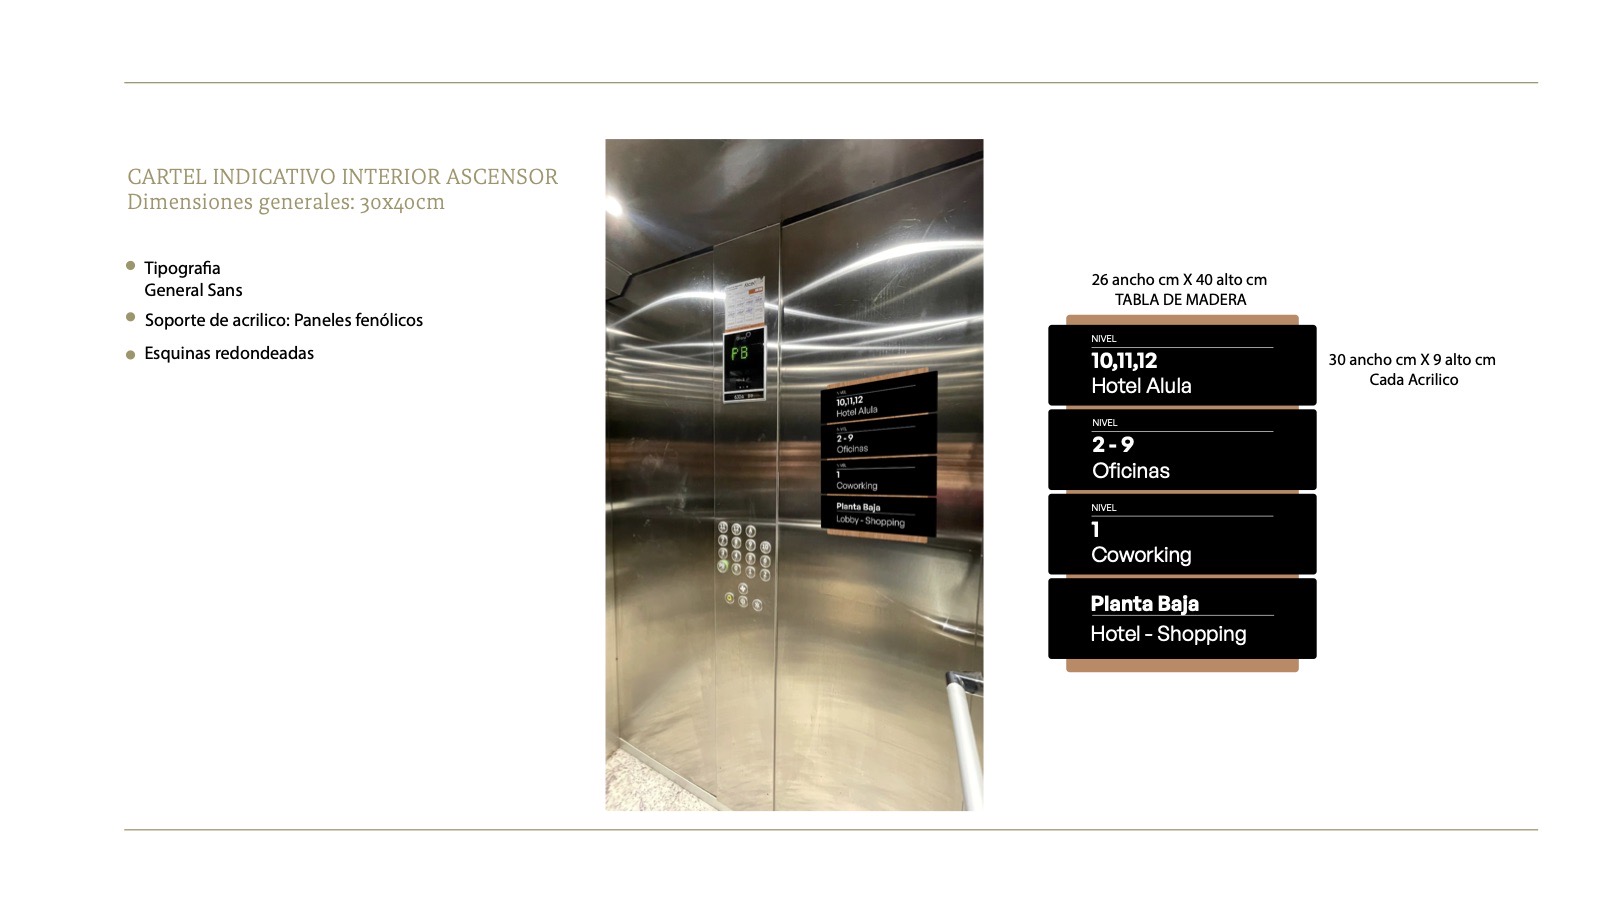 CARTEL INDICATIVO INTERIOR ASCENSOR
Dimensiones generales: 30x40cm
Tipografia
General Sans
Soporte de acrilico: Paneles fenólicos
Esquinas redondeadas
PB
10,11,12
Hotel Alula
2 - 9
Oficinas
1
Coworking
Planta Baja
Lobby - Shopping
26 ancho cm X 40 alto cm
TABLA DE MADERA
NIVEL
10,11,12
Hotel Alula
30 ancho cm X 9 alto cm
Cada Acrilico
NIVEL
2 - 9
Oficinas
NIVEL
1
Coworking
Planta Baja
Hotel - Shopping